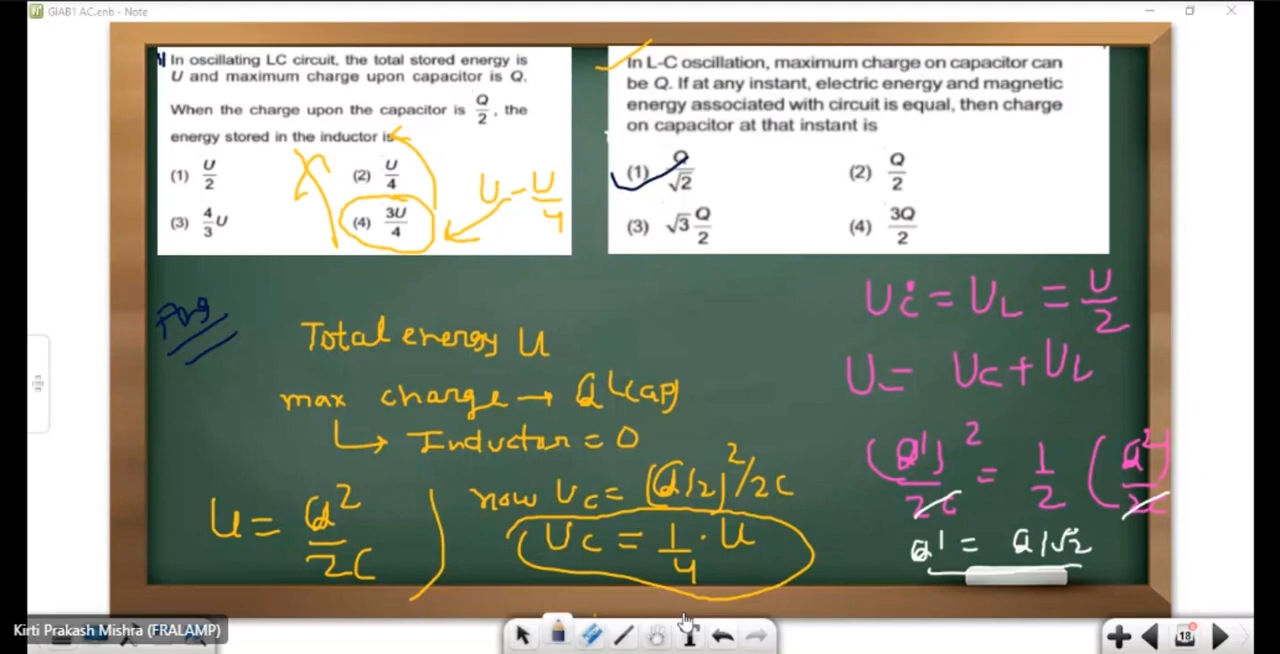 GIAB1 AC.enb - Note
In oscillating LC circuit, the total stored energy is
U and maximum charge upon capacitor is Q.
When the charge upon the capacitor is Q/2, the
energy stored in the inductor is
(1) U/2
(2) U/4
(3) 4/3 U
(4) 3U/4
U - U/4
In L-C oscillation, maximum charge on capacitor can
be Q. If at any instant, electric energy and magnetic
energy associated with circuit is equal, then charge
on capacitor at that instant is
(1) Q/√2
(2) Q/2
(3) √3 Q/2
(4) 3Q/2
Total energy U
max charge → Q (cap)
↳ Inductor = 0
U = Q²/2C
now Uc = (Q/2)²/2C
Uc = 1/4 · U
Uc = UL = U/2
U = Uc + UL
(Q')²/2C = 1/2 (Q²/2C)
Q' = Q/√2
Kirti Prakash Mishra (FRALAMP)
18